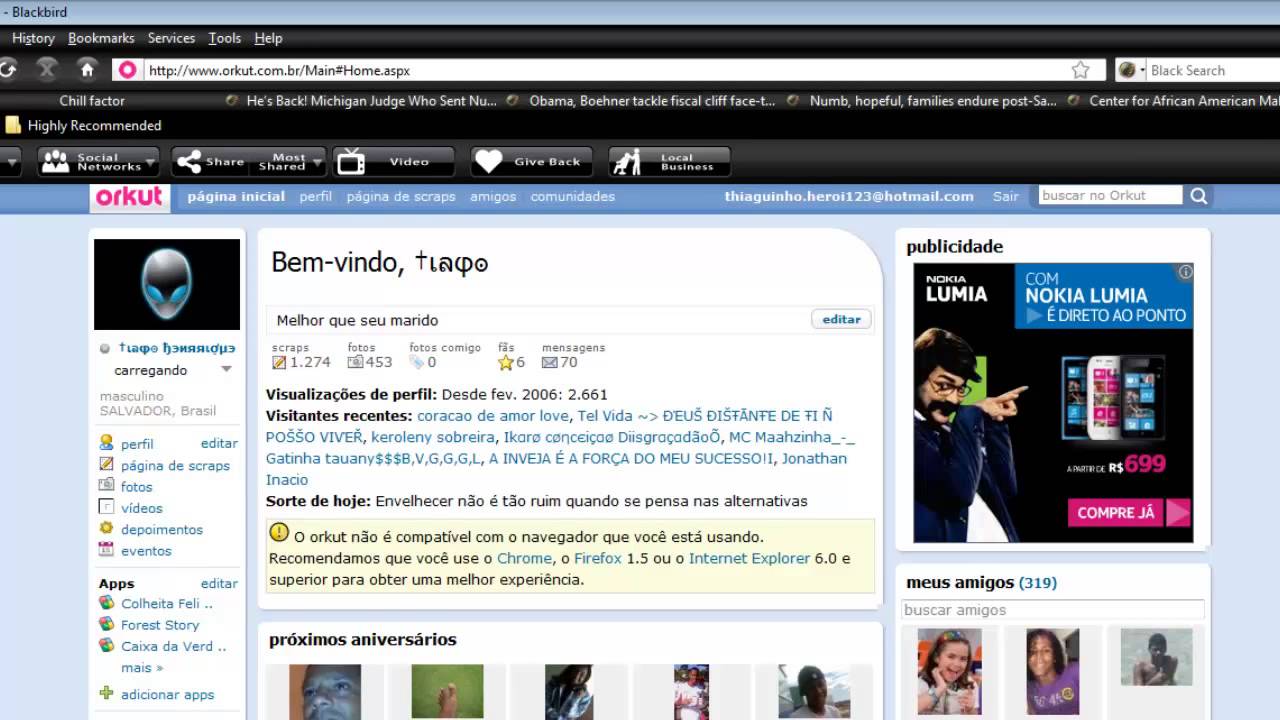 - Blackbird
History Bookmarks Services Tools Help
http://www.orkut.com.br/Main#Home.aspx Black Search
Chill factor He's Back! Michigan Judge Who Sent Nu... Obama, Boehner tackle fiscal cliff face-t... Numb, hopeful, families endure post-Sa... Center for African American Mal
Highly Recommended
Social Networks Share Most Shared Video Give Back Local Business
orkut página inicial perfil página de scraps amigos comunidades thiaguinho.heroi123@hotmail.com Sair buscar no Orkut
Bem-vindo, †ɩฉφ๏
Melhor que seu marido editar
scraps fotos fotos comigo fãs mensagens
1.274 453 0 6 70
Visualizações de perfil: Desde fev. 2006: 2.661
Visitantes recentes: coracao de amor love, Tel Vida ~> ĐƐUŠ ĐIŠŦÃNŦE DE ŦI Ñ
POŠŠO VIVEŘ, keroleny sobreira, Ikαrø cøηcєiçαø DiisgraçαdãoÕ, MC Maahzinha_-_
Gatinha tauany$$$B,V,G,G,G,L, A INVEJA É A FORÇA DO MEU SUCESSO!I, Jonathan
Inacio
Sorte de hoje: Envelhecer não é tão ruim quando se pensa nas alternativas
O orkut não é compatível com o navegador que você está usando.
Recomendamos que você use o Chrome, o Firefox 1.5 ou o Internet Explorer 6.0 e
superior para obter uma melhor experiência.
próximos aniversários
carregando
masculino
SALVADOR, Brasil
perfil editar
página de scraps
fotos
vídeos
depoimentos
eventos
Apps editar
Colheita Feli ..
Forest Story
Caixa da Verd ..
mais »
adicionar apps
publicidade
NOKIA
LUMIA
COM
NOKIA LUMIA
É DIRETO AO PONTO
A PARTIR DE R$699
COMPRE JÁ
meus amigos (319)
buscar amigos